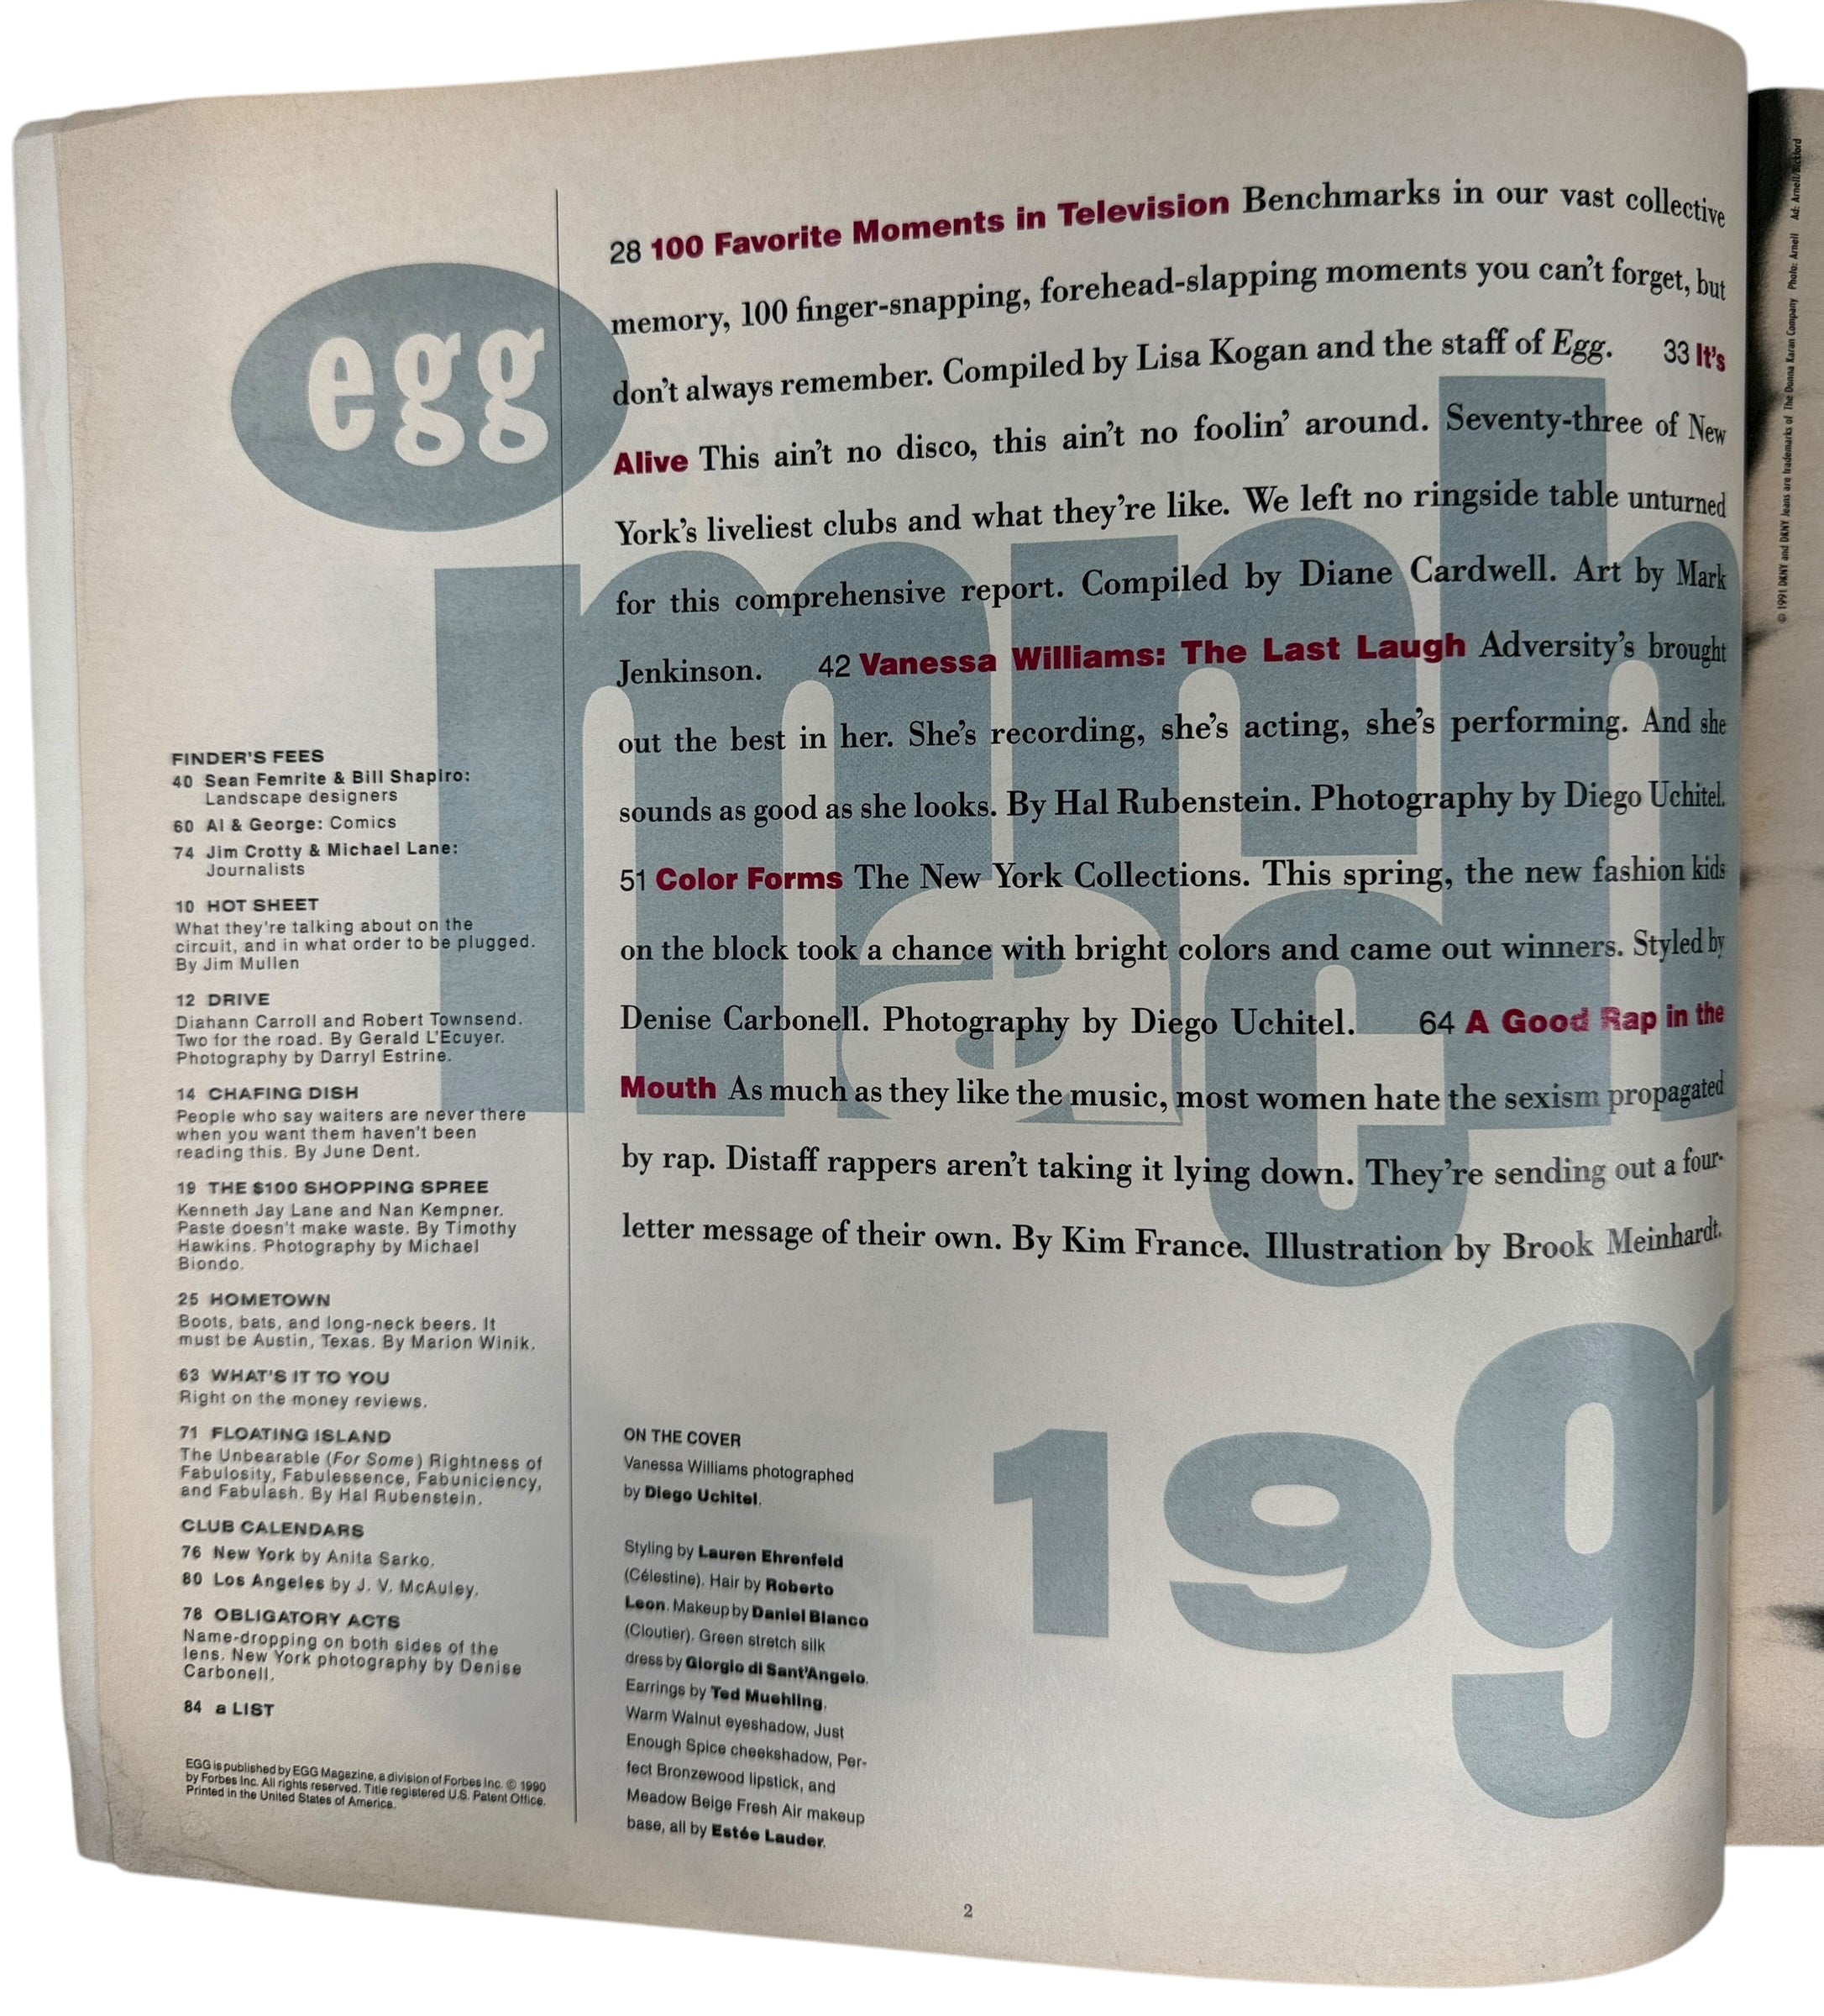 egg
28 100 Favorite Moments in Television Benchmarks in our vast collective
memory, 100 finger-snapping, forehead-slapping moments you can't forget, but
don't always remember. Compiled by Lisa Kogan and the staff of Egg. 33 It's
Alive This ain't no disco, this ain't no foolin' around. Seventy-three of New
York's liveliest clubs and what they're like. We left no ringside table unturned
for this comprehensive report. Compiled by Diane Cardwell. Art by Mark
Jenkinson. 42 Vanessa Williams: The Last Laugh Adversity's brought
out the best in her. She's recording, she's acting, she's performing. And she
sounds as good as she looks. By Hal Rubenstein. Photography by Diego Uchitel.
51 Color Forms The New York Collections. This spring, the new fashion kids
on the block took a chance with bright colors and came out winners. Styled by
Denise Carbonell. Photography by Diego Uchitel. 64 A Good Rap in the
Mouth As much as they like the music, most women hate the sexism propagated
by rap. Distaff rappers aren't taking it lying down. They're sending out a four-
letter message of their own. By Kim France. Illustration by Brook Meinhardt.
FINDER'S FEES
40 Sean Femrite & Bill Shapiro:
Landscape designers
60 Al & George: Comics
74 Jim Crotty & Michael Lane:
Journalists
10 HOT SHEET
What they're talking about on the
circuit, and in what order to be plugged.
By Jim Mullen
12 DRIVE
Diahann Carroll and Robert Townsend.
Two for the road. By Gerald L'Ecuyer.
Photography by Darryl Estrine.
14 CHAFING DISH
People who say waiters are never there
when you want them haven't been
reading this. By June Dent.
19 THE $100 SHOPPING SPREE
Kenneth Jay Lane and Nan Kempner.
Paste doesn't make waste. By Timothy
Hawkins. Photography by Michael
Biondo.
25 HOMETOWN
Boots, bats, and long-neck beers. It
must be Austin, Texas. By Marion Winik.
63 WHAT'S IT TO YOU
Right on the money reviews.
71 FLOATING ISLAND
The Unbearable (For Some) Rightness of
Fabulosity, Fabulessence, Fabuniciency,
and Fabulash. By Hal Rubenstein.
CLUB CALENDARS
76 New York by Anita Sarko.
80 Los Angeles by J. V. McAuley.
78 OBLIGATORY ACTS
Name-dropping on both sides of the
lens. New York photography by Denise
Carbonell.
84 a LIST
EGG is published by EGG Magazine, a division of Forbes Inc. © 1990
by Forbes Inc. All rights reserved. Title registered U.S. Patent Office.
Printed in the United States of America.
ON THE COVER
Vanessa Williams photographed
by Diego Uchitel.
Styling by Lauren Ehrenfeld
(Célestine). Hair by Roberto
Leon. Makeup by Daniel Blanco
(Cloutier). Green stretch silk
dress by Giorgio di Sant'Angelo.
Earrings by Ted Muehling.
Warm Walnut eyeshadow, Just
Enough Spice cheekshadow, Per-
fect Bronzewood lipstick, and
Meadow Beige Fresh Air makeup
base, all by Estée Lauder.
march
1991
2
© 1991 DKNY and DKNY Jeans are trademarks of The Donna Karan Company Photo: Arnell Ad: Arnell/Bickford